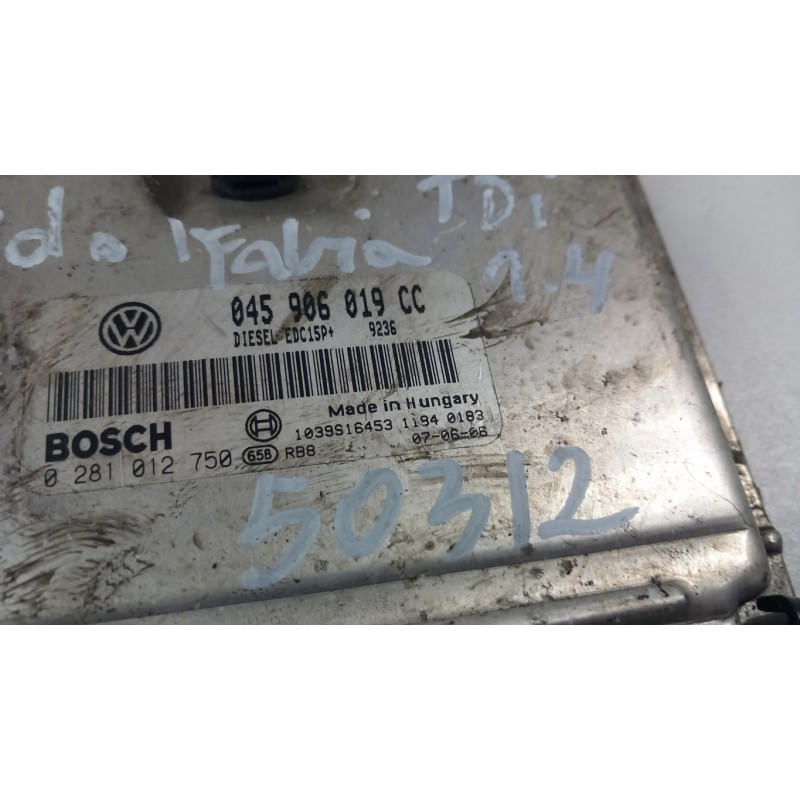 Fabia TDi
1.4
045 906 019 CC
DIESEL EDC15P+ 9236
Made in Hungary
BOSCH
1039S16453 1194 0183
0 281 012 750 658 RB8 07-06-06
50312